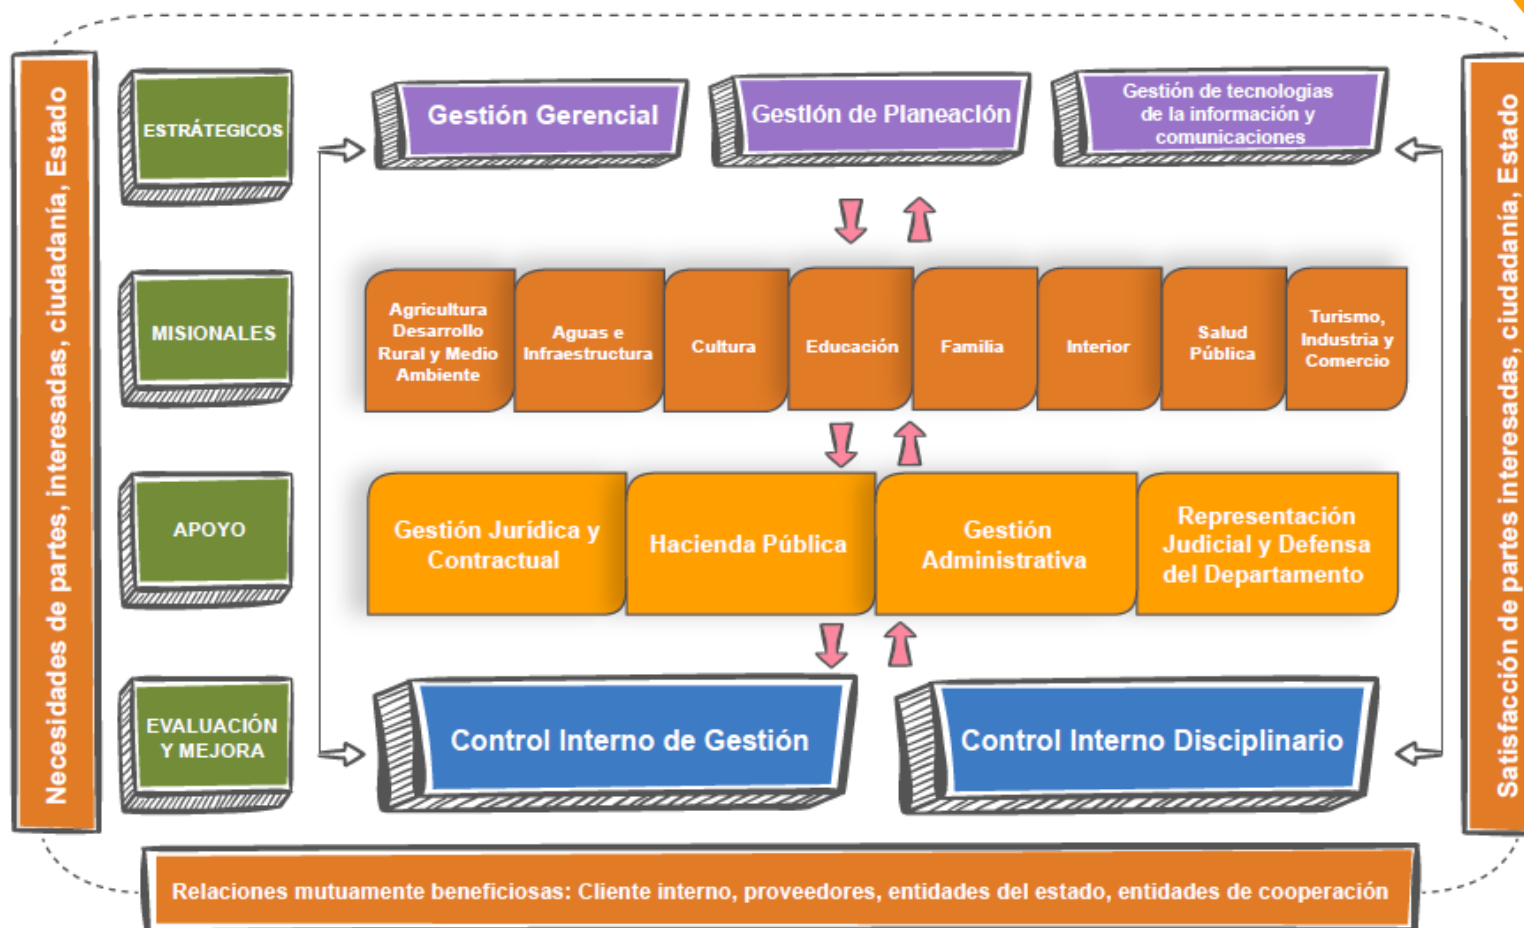 Necesidades de partes, interesadas, ciudadanía, Estado
ESTRÁTEGICOS
Gestión Gerencial
Gestión de Planeación
Gestión de tecnologias
de la información y
comunicaciones
MISIONALES
Agricultura
Desarrollo
Rural y Medio
Ambiente
Aguas e
Infraestructura
Cultura
Educación
Familia
Interior
Salud
Pública
Turismo,
Industria y
Comercio
APOYO
Gestión Jurídica y
Contractual
Hacienda Pública
Gestión
Administrativa
Representación
Judicial y Defensa
del Departamento
EVALUACIÓN
Y MEJORA
Control Interno de Gestión
Control Interno Disciplinario
Satisfacción de partes interesadas, ciudadanía, Estado
Relaciones mutuamente beneficiosas: Cliente interno, proveedores, entidades del estado, entidades de cooperación